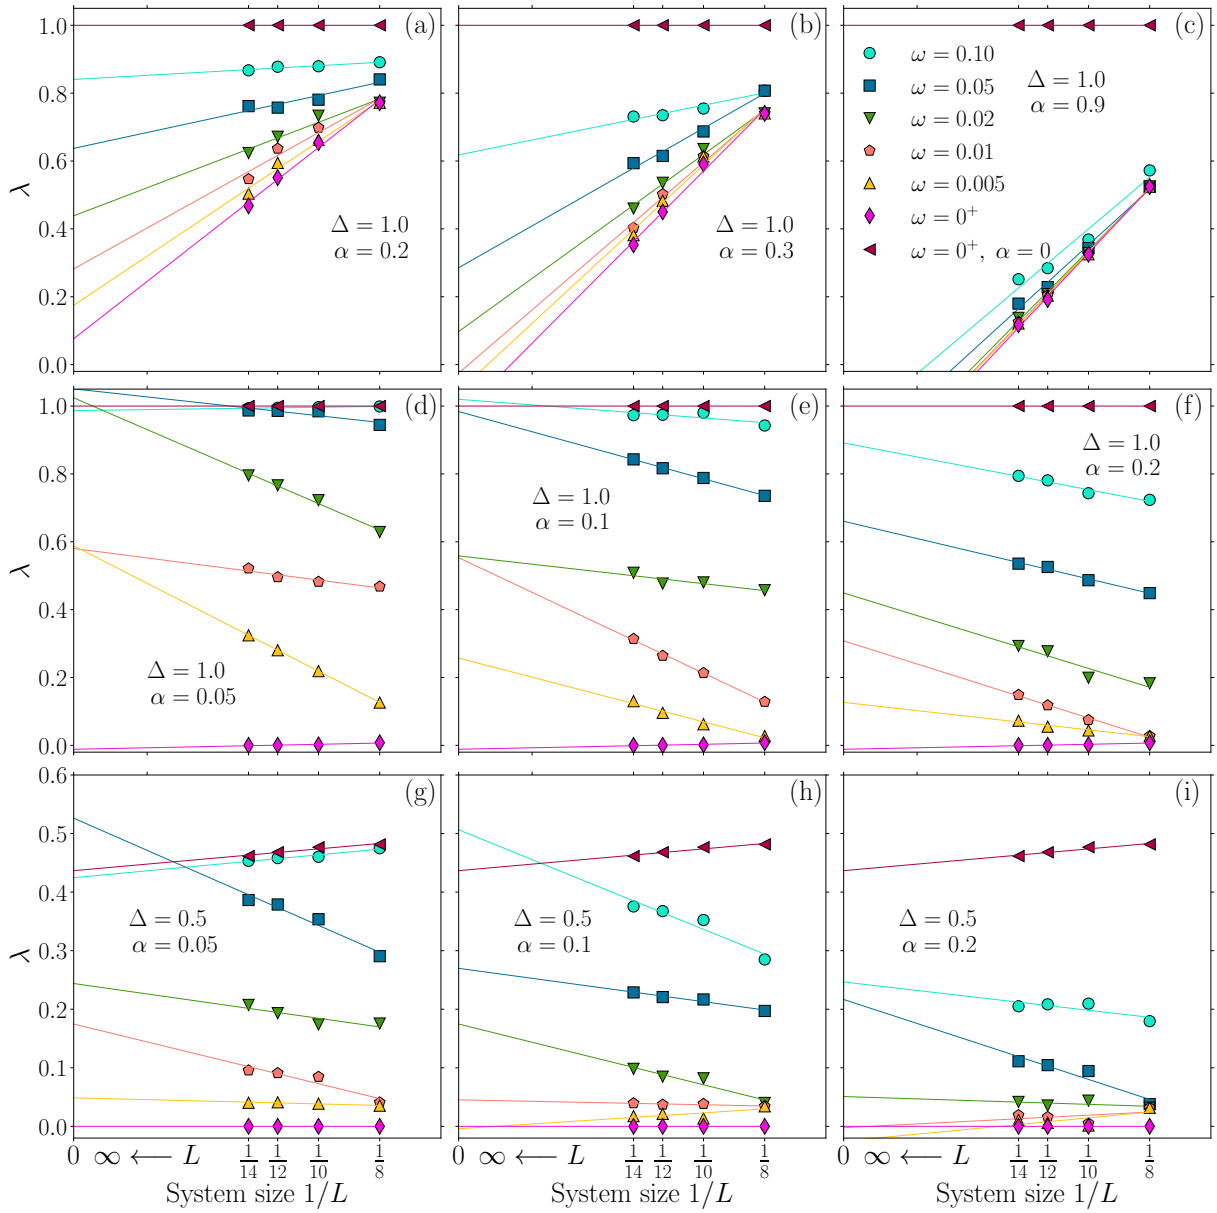 (a)
1.0
0.8
0.6
0.4
0.2
0.0
λ
Δ = 1.0
α = 0.2
(b)
Δ = 1.0
α = 0.3
(c)
ω = 0.10
ω = 0.05
ω = 0.02
ω = 0.01
ω = 0.005
ω = 0⁺
ω = 0⁺, α = 0
Δ = 1.0
α = 0.9
(d)
1.0
0.8
0.6
0.4
0.2
0.0
λ
Δ = 1.0
α = 0.05
(e)
Δ = 1.0
α = 0.1
(f)
Δ = 1.0
α = 0.2
(g)
0.6
0.5
0.4
0.3
0.2
0.1
0.0
λ
Δ = 0.5
α = 0.05
(h)
Δ = 0.5
α = 0.1
(i)
Δ = 0.5
α = 0.2
0 ∞ ⟵ L 1/14 1/12 1/10 1/8
System size 1/L
0 ∞ ⟵ L 1/14 1/12 1/10 1/8
System size 1/L
0 ∞ ⟵ L 1/14 1/12 1/10 1/8
System size 1/L